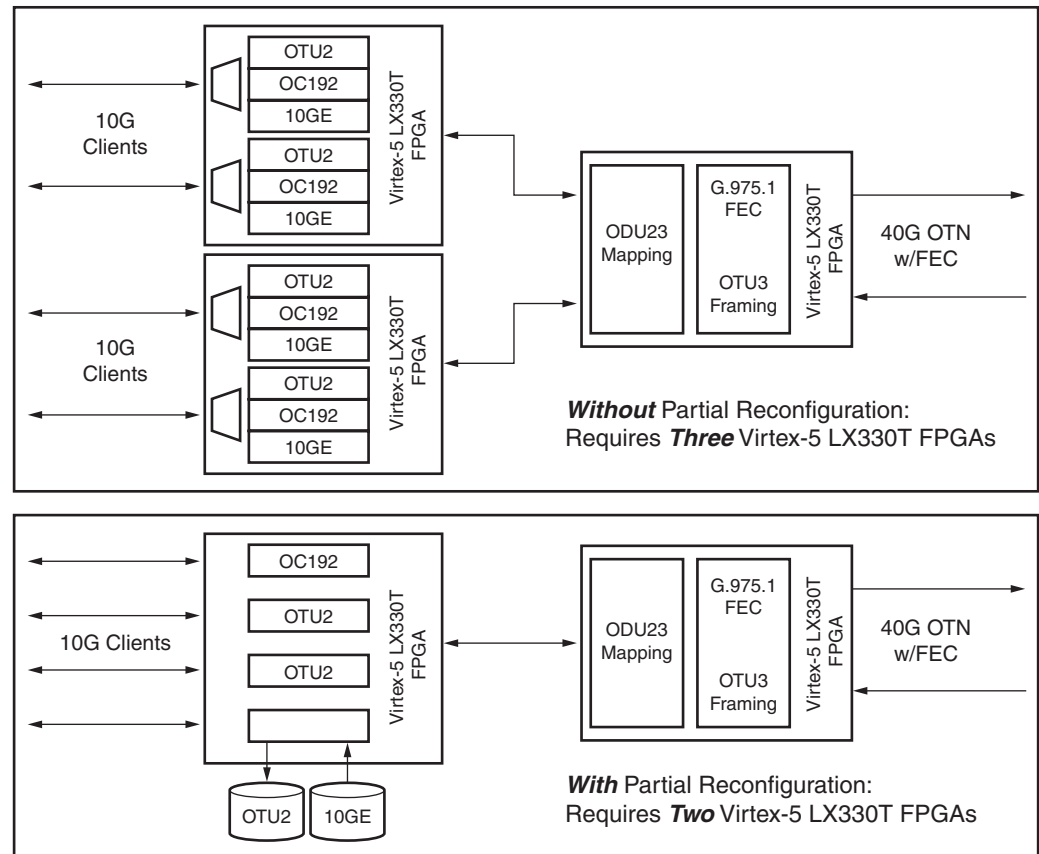 OTU2
OC192
10GE
OTU2
OC192
10GE
Virtex-5 LX330T
FPGA
10G
Clients
OTU2
OC192
10GE
OTU2
OC192
10GE
Virtex-5 LX330T
FPGA
10G
Clients
ODU23
Mapping
G.975.1
FEC
OTU3
Framing
Virtex-5 LX330T
FPGA
40G OTN
w/FEC
Without Partial Reconfiguration:
Requires Three Virtex-5 LX330T FPGAs
10G Clients
OC192
OTU2
OTU2
Virtex-5 LX330T
FPGA
OTU2
10GE
ODU23
Mapping
G.975.1
FEC
OTU3
Framing
Virtex-5 LX330T
FPGA
40G OTN
w/FEC
With Partial Reconfiguration:
Requires Two Virtex-5 LX330T FPGAs